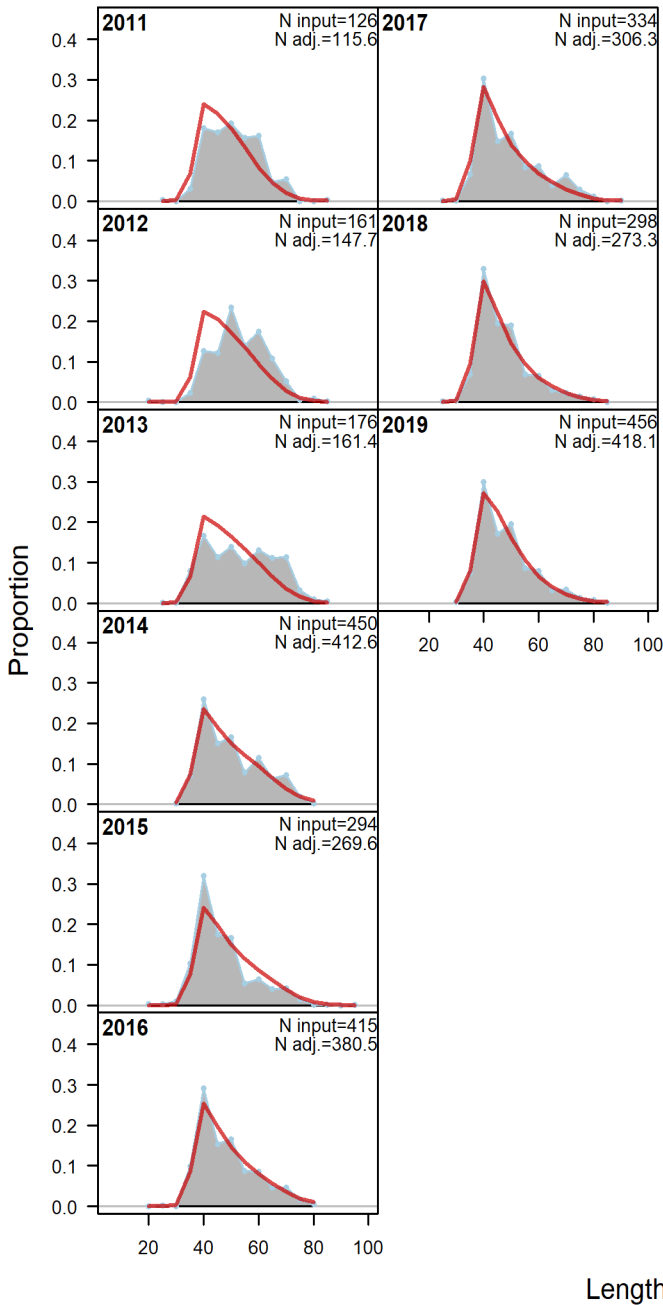 2011
N input=126
N adj.=115.6
0.4
0.3
0.2
0.1
0.0
2012
N input=161
N adj.=147.7
0.4
0.3
0.2
0.1
0.0
2013
N input=176
N adj.=161.4
0.4
0.3
0.2
0.1
0.0
2014
N input=450
N adj.=412.6
0.4
0.3
0.2
0.1
0.0
2015
N input=294
N adj.=269.6
0.4
0.3
0.2
0.1
0.0
2016
N input=415
N adj.=380.5
0.4
0.3
0.2
0.1
0.0
20 40 60 80 100
2017
N input=334
N adj.=306.3
2018
N input=298
N adj.=273.3
2019
N input=456
N adj.=418.1
20 40 60 80 100
Proportion
Length